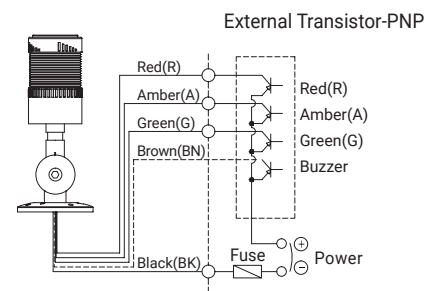 External Transistor-PNP
Red(R)
Amber(A)
Green(G)
Brown(BN)
Black(BK)
Red(R)
Amber(A)
Green(G)
Buzzer
Fuse
+
Power
−